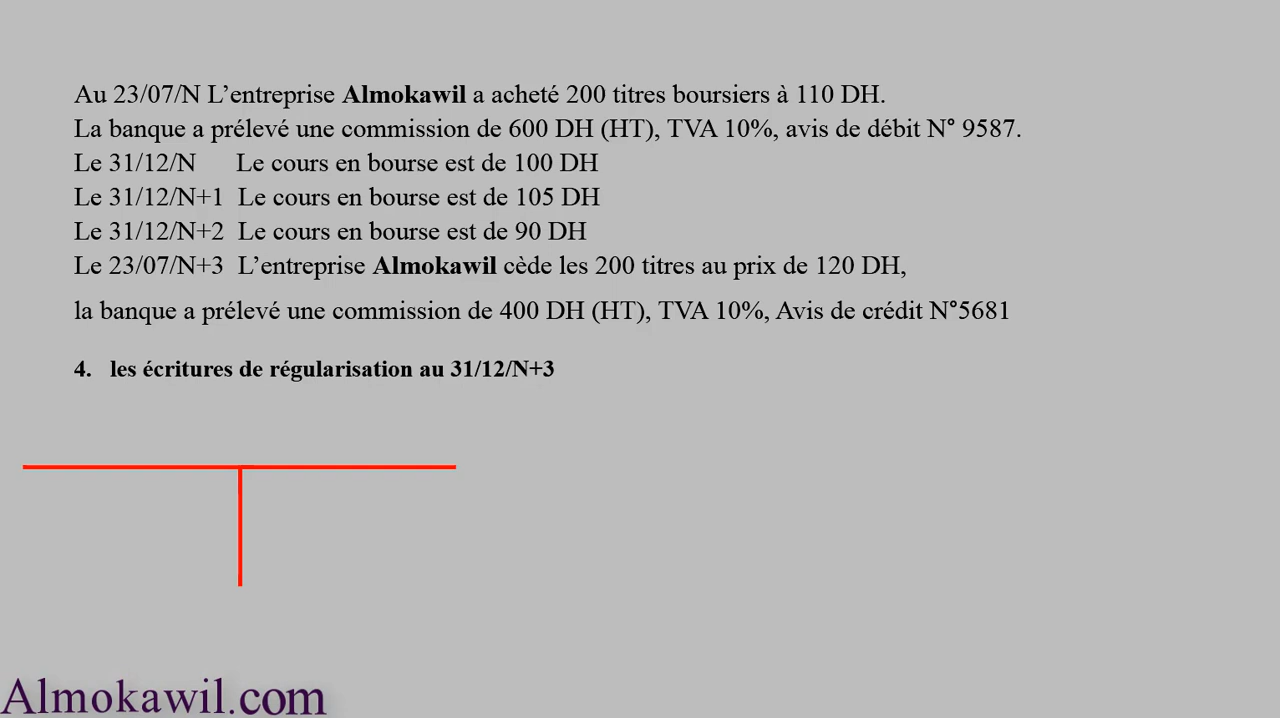 Au 23/07/N L’entreprise Almokawil a acheté 200 titres boursiers à 110 DH.
La banque a prélevé une commission de 600 DH (HT), TVA 10%, avis de débit N° 9587.
Le 31/12/N Le cours en bourse est de 100 DH
Le 31/12/N+1 Le cours en bourse est de 105 DH
Le 31/12/N+2 Le cours en bourse est de 90 DH
Le 23/07/N+3 L’entreprise Almokawil cède les 200 titres au prix de 120 DH,
la banque a prélevé une commission de 400 DH (HT), TVA 10%, Avis de crédit N°5681
4. les écritures de régularisation au 31/12/N+3
Almokawil.com